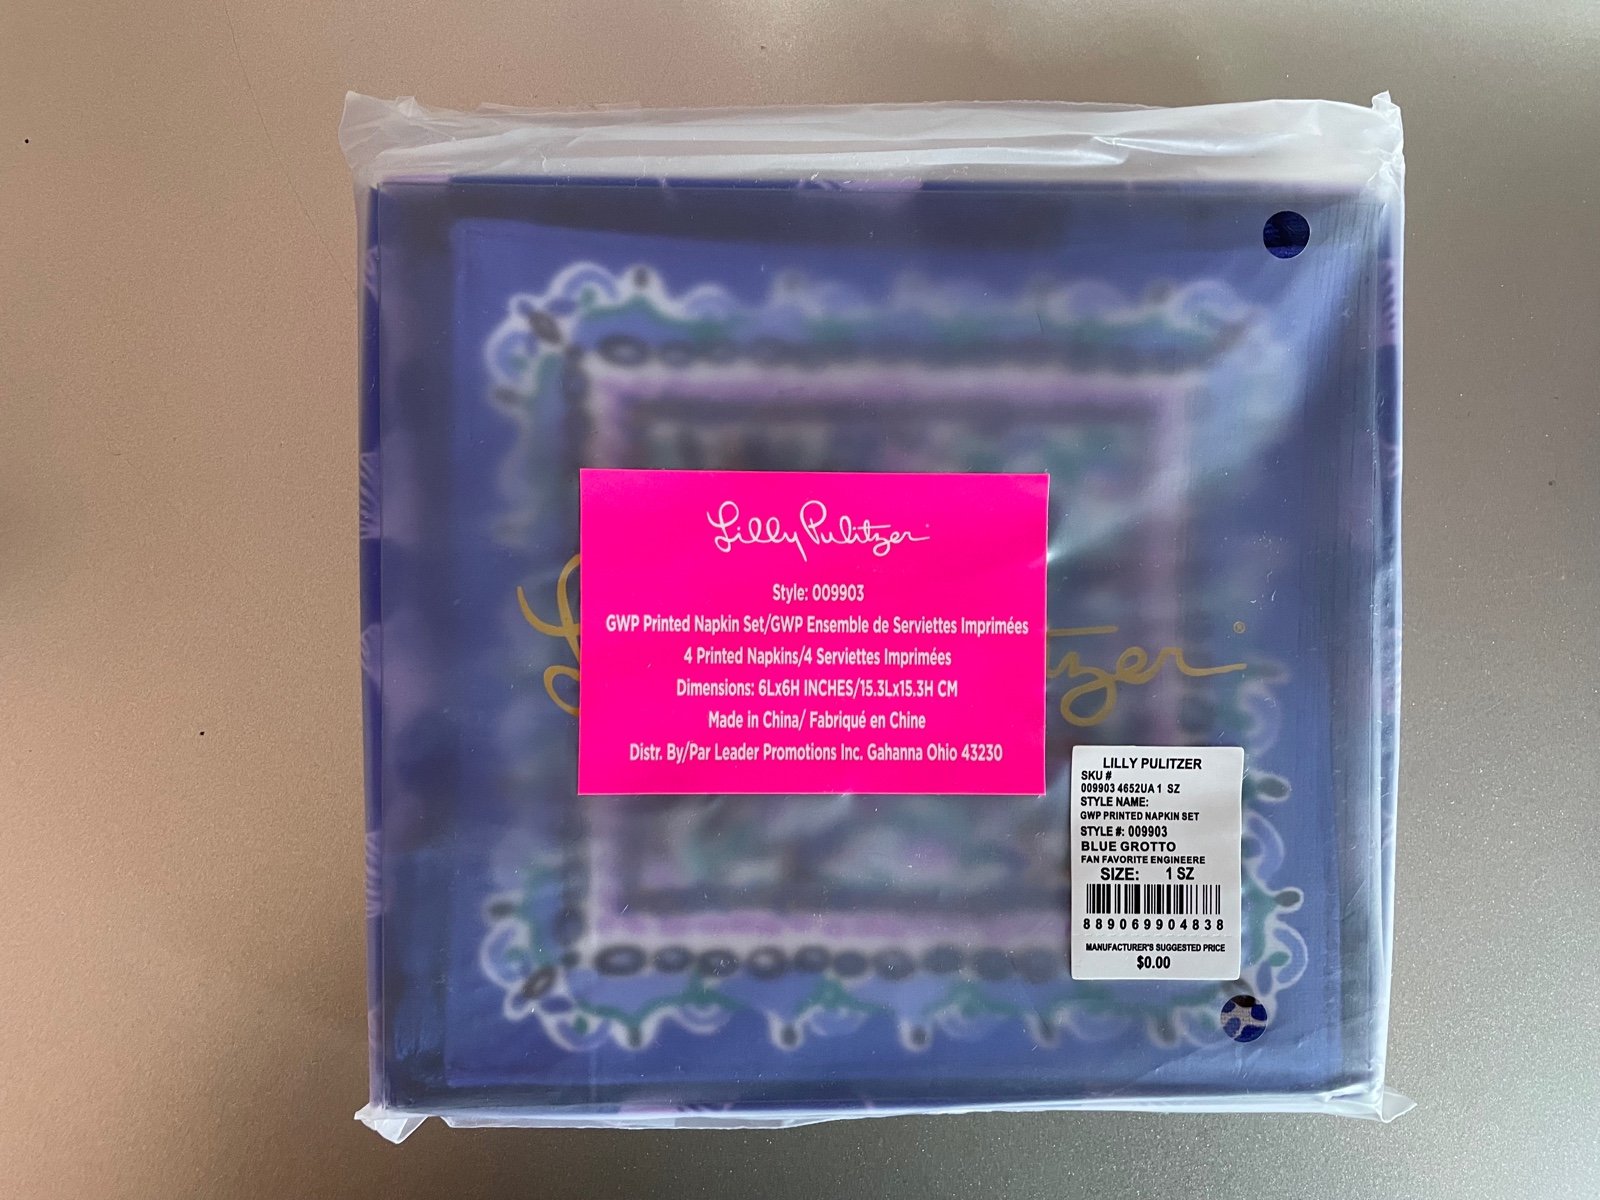 Lilly Pulitzer
Style: 009903
GWP Printed Napkin Set/GWP Ensemble de Serviettes Imprimées
4 Printed Napkins/4 Serviettes Imprimées
Dimensions: 6Lx6H INCHES/15.3Lx15.3H CM
Made in China/ Fabriqué en Chine
Distr. By/Par Leader Promotions Inc. Gahanna Ohio 43230
LILLY PULITZER
SKU #
009903 4652UA 1 SZ
STYLE NAME:
GWP PRINTED NAPKIN SET
STYLE #: 009903
BLUE GROTTO
FAN FAVORITE ENGINEERE
SIZE: 1 SZ
889069904838
MANUFACTURER'S SUGGESTED PRICE
$0.00